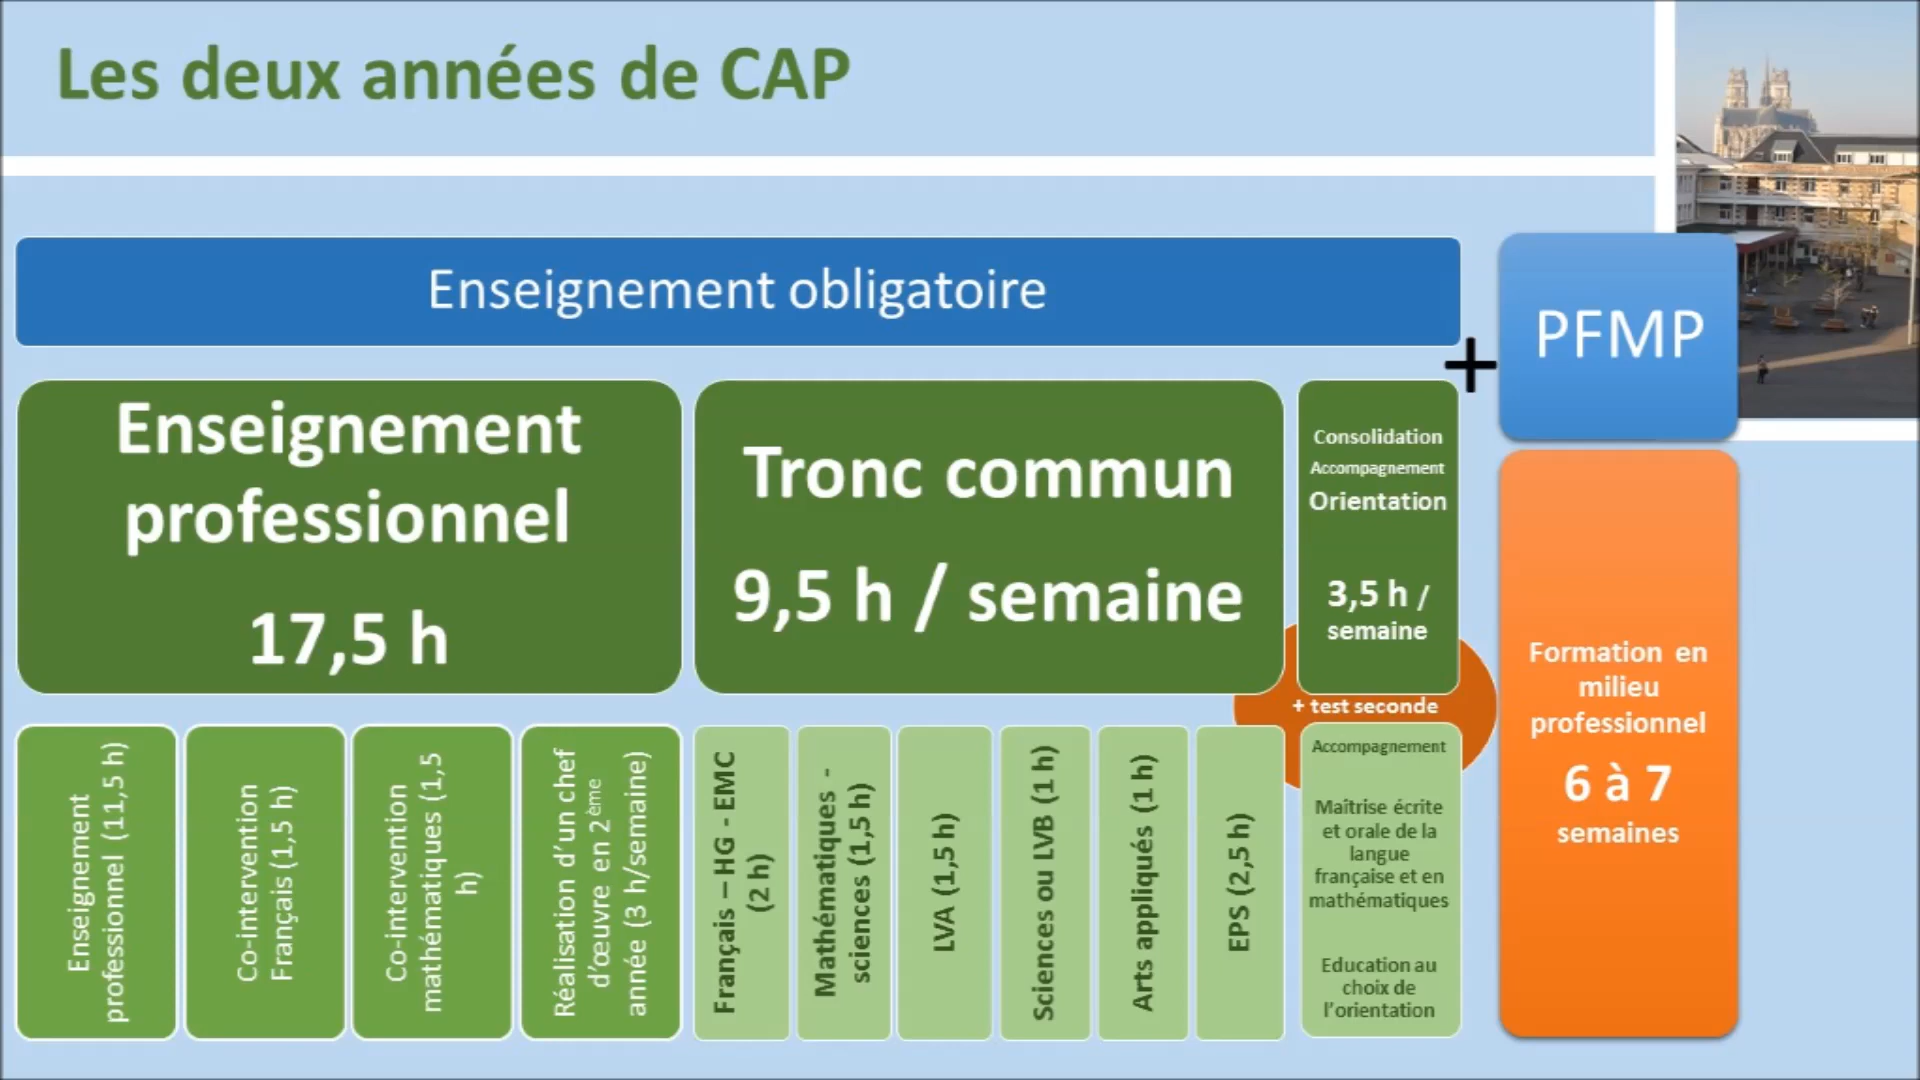 Les deux années de CAP
Enseignement obligatoire
PFMP
+
Enseignement
professionnel
17,5 h
Tronc commun
9,5 h / semaine
Consolidation
Accompagnement
Orientation
3,5 h /
semaine
+ test seconde
Enseignement
professionnel (11,5 h)
Co-intervention
Français (1,5 h)
Co-intervention
mathématiques (1,5
h)
Réalisation d’un chef
d’œuvre en 2ème
année (3 h/semaine)
Français – HG - EMC
(2 h)
Mathématiques -
sciences (1,5 h)
LVA (1,5 h)
Sciences ou LVB (1 h)
Arts appliqués (1 h)
EPS (2,5 h)
Accompagnement
Maîtrise écrite
et orale de la
langue
française et en
mathématiques
Education au
choix de
l’orientation
Formation en
milieu
professionnel
6 à 7
semaines